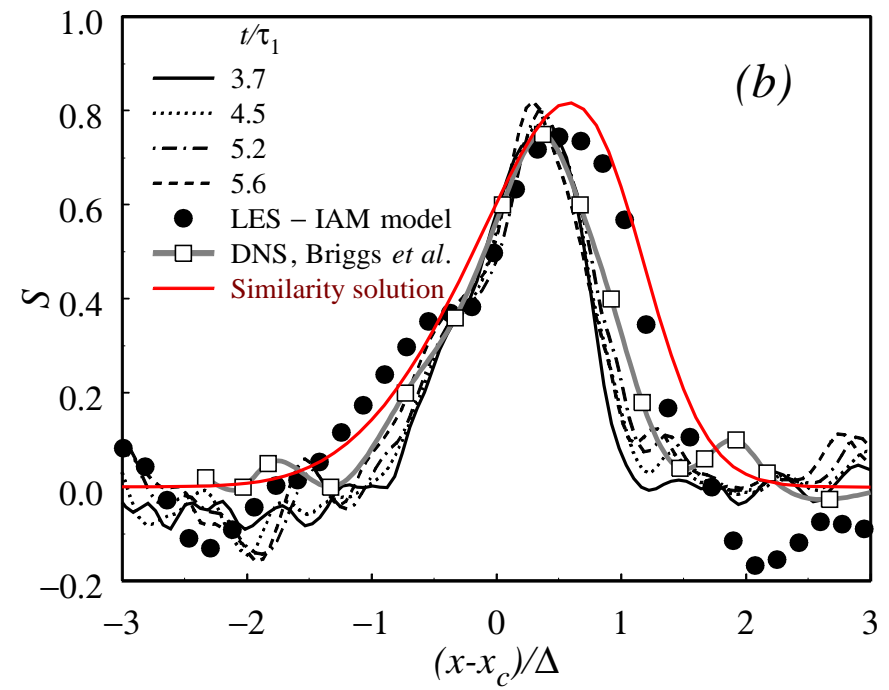 1.0
0.8
0.6
0.4
0.2
0.0
−0.2
S
t/τ1
3.7
4.5
5.2
5.6
LES – IAM model
DNS, Briggs et al.
Similarity solution
(b)
−3 −2 −1 0 1 2 3
(x-xc)/Δ